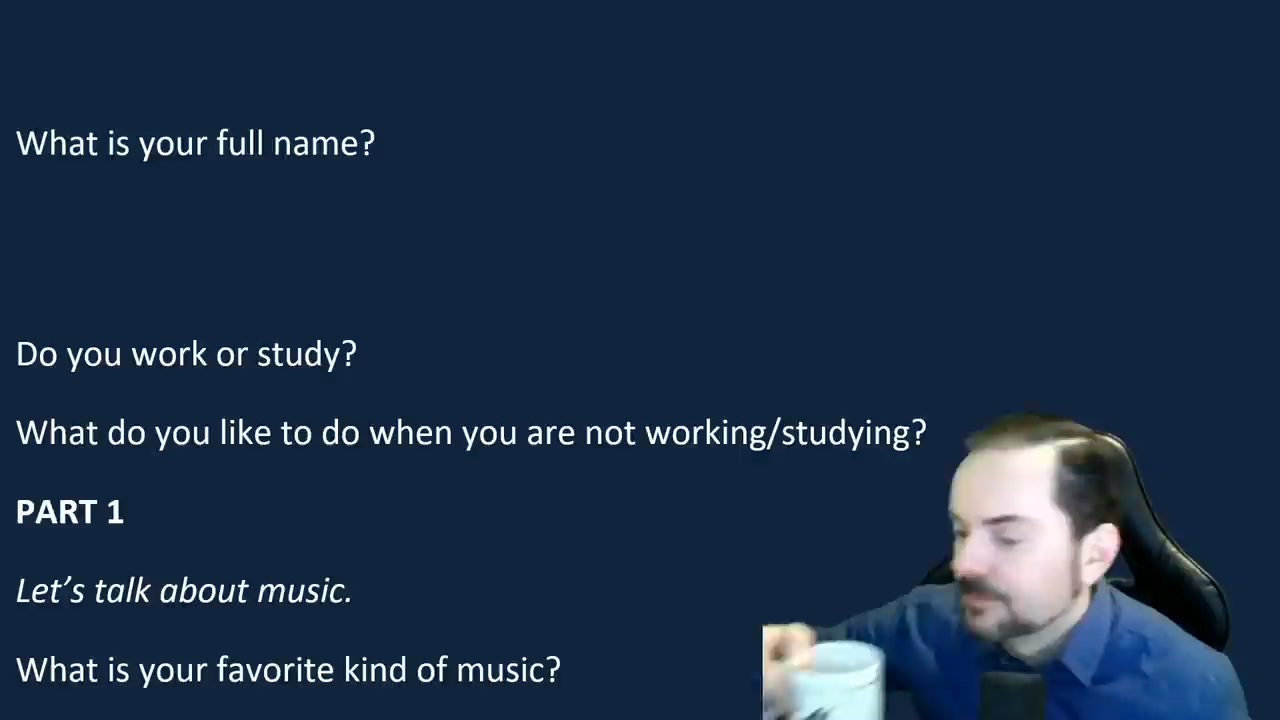 What is your full name?
Do you work or study?
What do you like to do when you are not working/studying?
PART 1
Let’s talk about music.
What is your favorite kind of music?